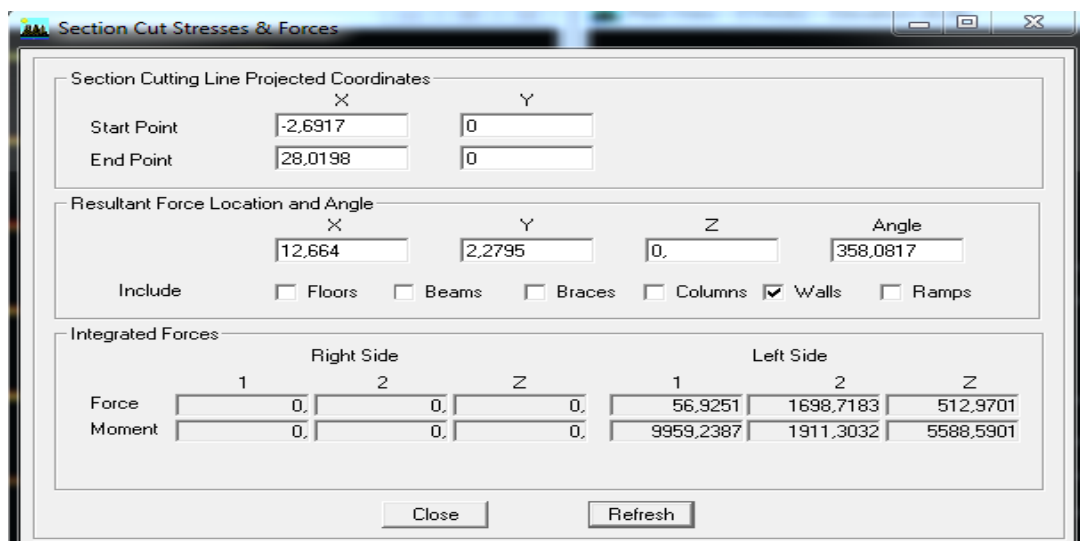 Section Cut Stresses & Forces
Section Cutting Line Projected Coordinates
X Y
Start Point -2,6917 0
End Point 28,0198 0
Resultant Force Location and Angle
X Y Z Angle
12,664 2,2795 0, 358,0817
Include Floors Beams Braces Columns Walls Ramps
Integrated Forces
Right Side Left Side
1 2 Z 1 2 Z
Force 0, 0, 0, 56,9251 1698,7183 512,9701
Moment 0, 0, 0, 9959,2387 1911,3032 5588,5901
Close Refresh